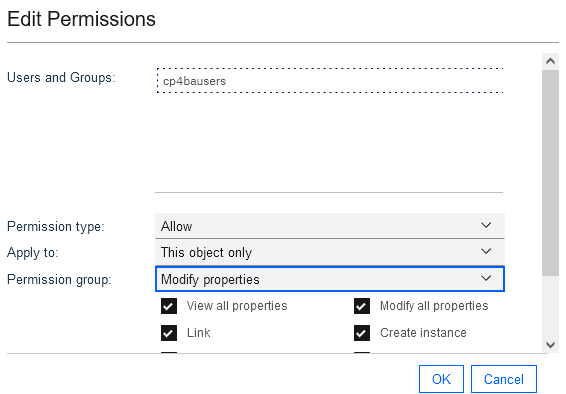 Edit Permissions
Users and Groups: cp4bausers
Permission type: Allow
Apply to: This object only
Permission group: Modify properties
View all properties Modify all properties
Link Create instance
OK Cancel